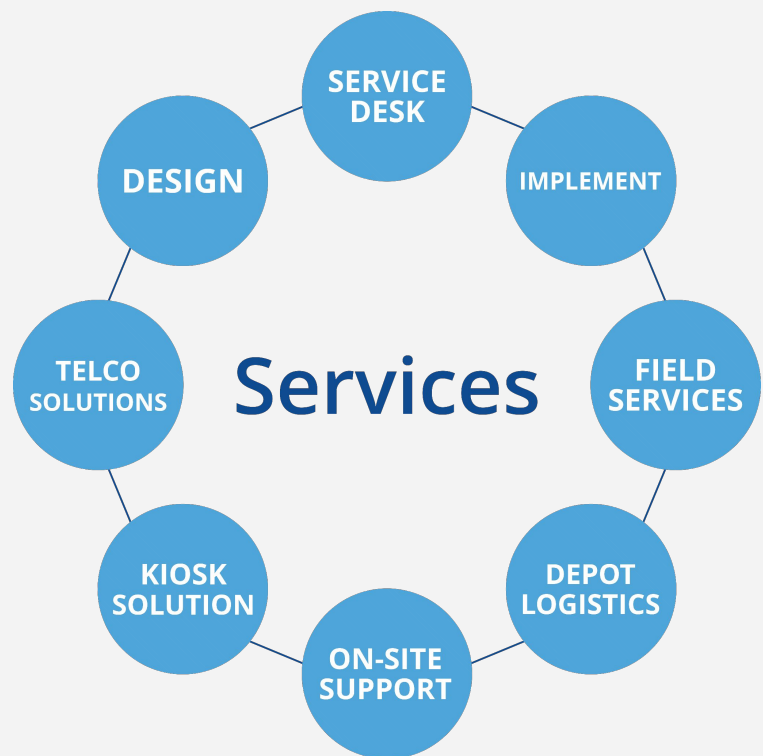 SERVICE
DESK
IMPLEMENT
FIELD
SERVICES
DEPOT
LOGISTICS
ON-SITE
SUPPORT
KIOSK
SOLUTION
TELCO
SOLUTIONS
DESIGN
Services